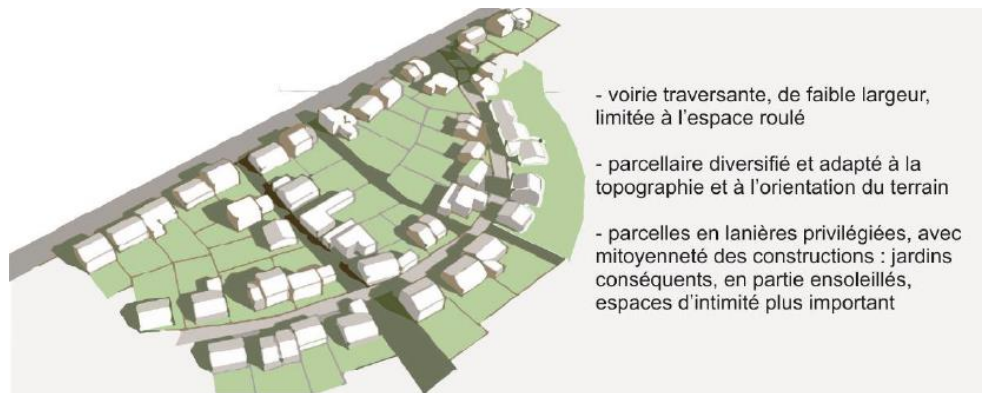 - voirie traversante, de faible largeur,
limitée à l'espace roulé
- parcellaire diversifié et adapté à la
topographie et à l'orientation du terrain
- parcelles en lanières privilégiées, avec
mitoyenneté des constructions : jardins
conséquents, en partie ensoleillés,
espaces d'intimité plus important